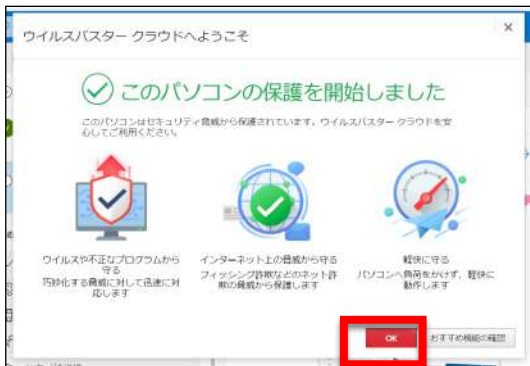 ウイルスバスター クラウドへようこそ
このパソコンの保護を開始しました
このパソコンはセキュリティ脅威から保護されています。ウイルスバスター クラウドを安
心してご利用ください。
ウイルスや不正なプログラムから
守る
巧妙化する脅威に対して迅速に対
応します
インターネット上の脅威から守る
フィッシング詐欺などのネット詐
欺の脅威から保護します
軽快に守る
パソコンへ負荷をかけず、軽快に
動作します
OK
おすすめ機能の確認